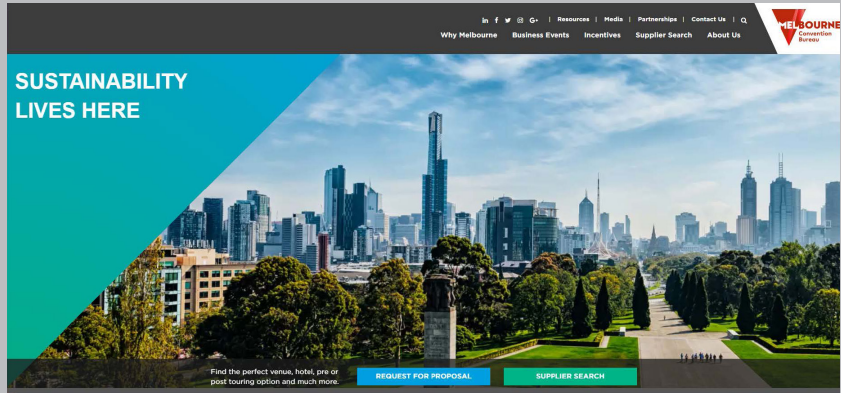 in f G+ | Resources | Media | Partnerships | Contact Us |
Why Melbourne Business Events Incentives Supplier Search About Us
MELBOURNE
Convention
Bureau
SUSTAINABILITY
LIVES HERE
Find the perfect venue, hotel, pre or
post touring option and much more.
REQUEST FOR PROPOSAL
SUPPLIER SEARCH